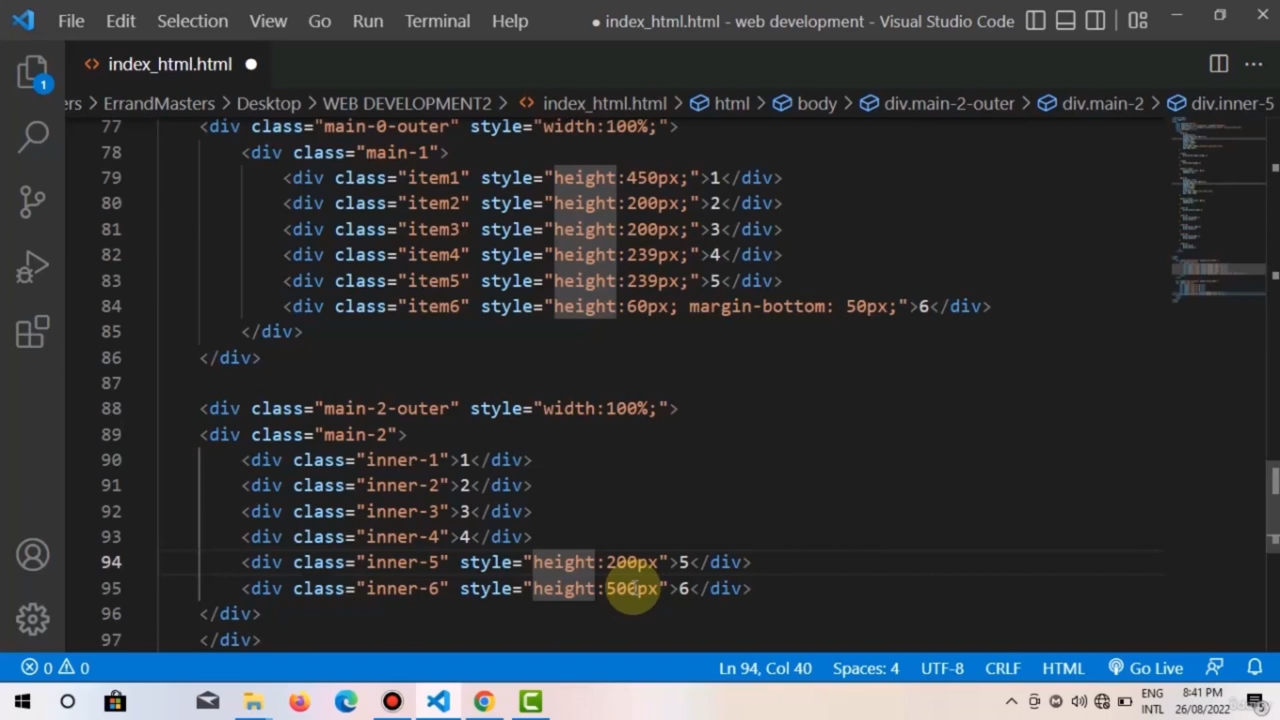 File Edit Selection View Go Run Terminal Help ● index_html.html - web development - Visual Studio Code
index_html.html
1
ers > ErrandMasters > Desktop > WEB DEVELOPMENT2 > index_html.html > html > body > div.main-2-outer > div.main-2 > div.inner-5
77 <div class="main-0-outer" style="width:100%;">
78 <div class="main-1">
79 <div class="item1" style="height:450px;">1</div>
80 <div class="item2" style="height:200px;">2</div>
81 <div class="item3" style="height:200px;">3</div>
82 <div class="item4" style="height:239px;">4</div>
83 <div class="item5" style="height:239px;">5</div>
84 <div class="item6" style="height:60px; margin-bottom: 50px;">6</div>
85 </div>
86 </div>
87
88 <div class="main-2-outer" style="width:100%;">
89 <div class="main-2">
90 <div class="inner-1">1</div>
91 <div class="inner-2">2</div>
92 <div class="inner-3">3</div>
93 <div class="inner-4">4</div>
94 <div class="inner-5" style="height:200px">5</div>
95 <div class="inner-6" style="height:500px">6</div>
96 </div>
97 </div>
0 0 Ln 94, Col 40 Spaces: 4 UTF-8 CRLF HTML Go Live
ENG 8:41 PM
INTL 26/08/2022